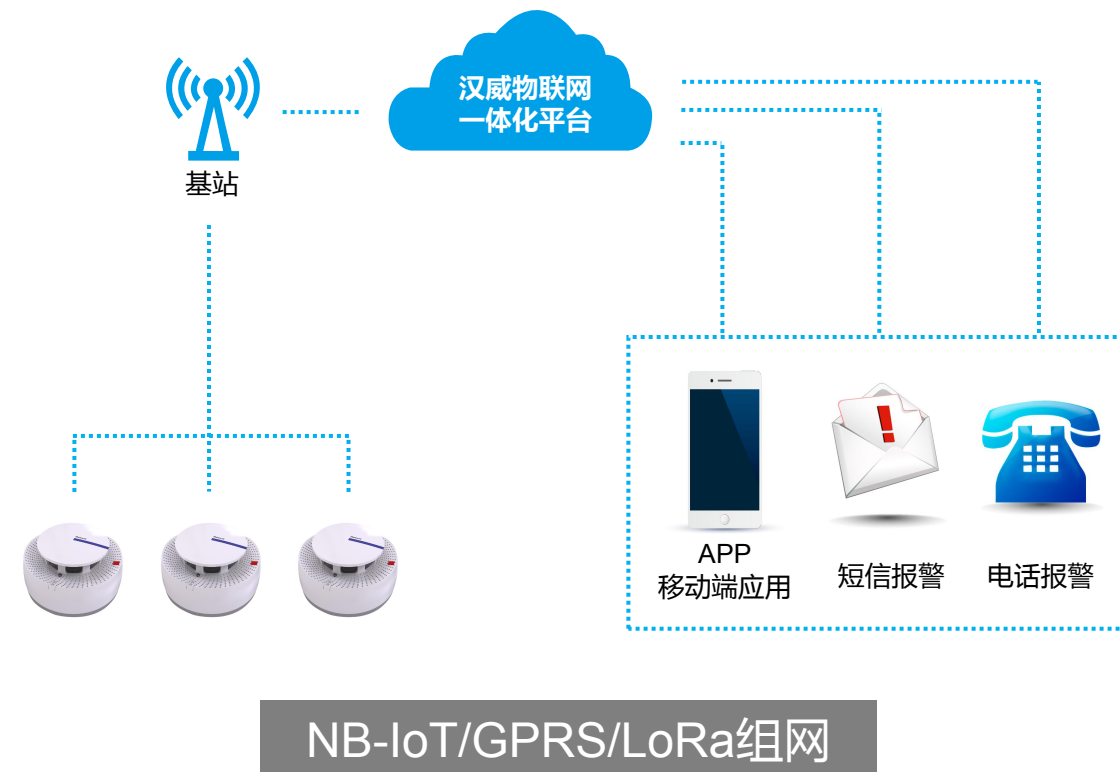 汉威物联网
一体化平台
基站
APP
移动端应用
短信报警
电话报警
NB-IoT/GPRS/LoRa组网